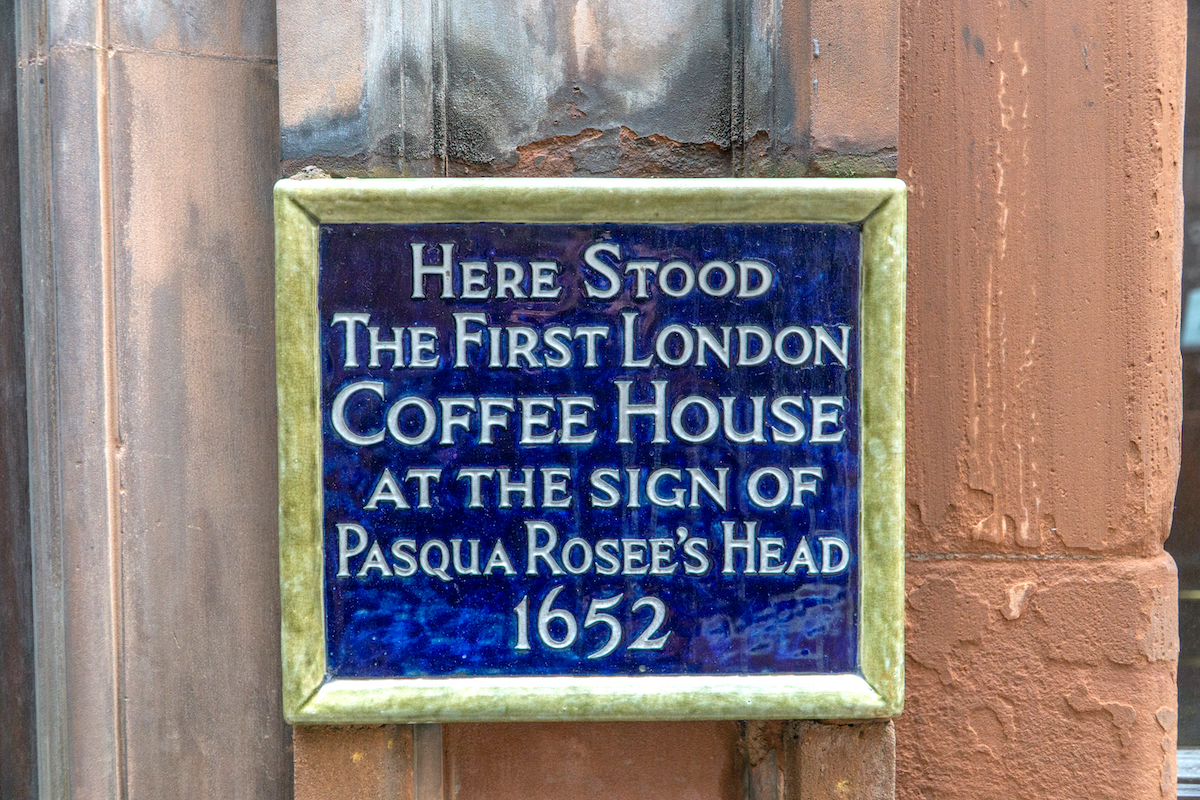 Here Stood
The First London
Coffee House
at the sign of
Pasqua Rosee's Head
1652